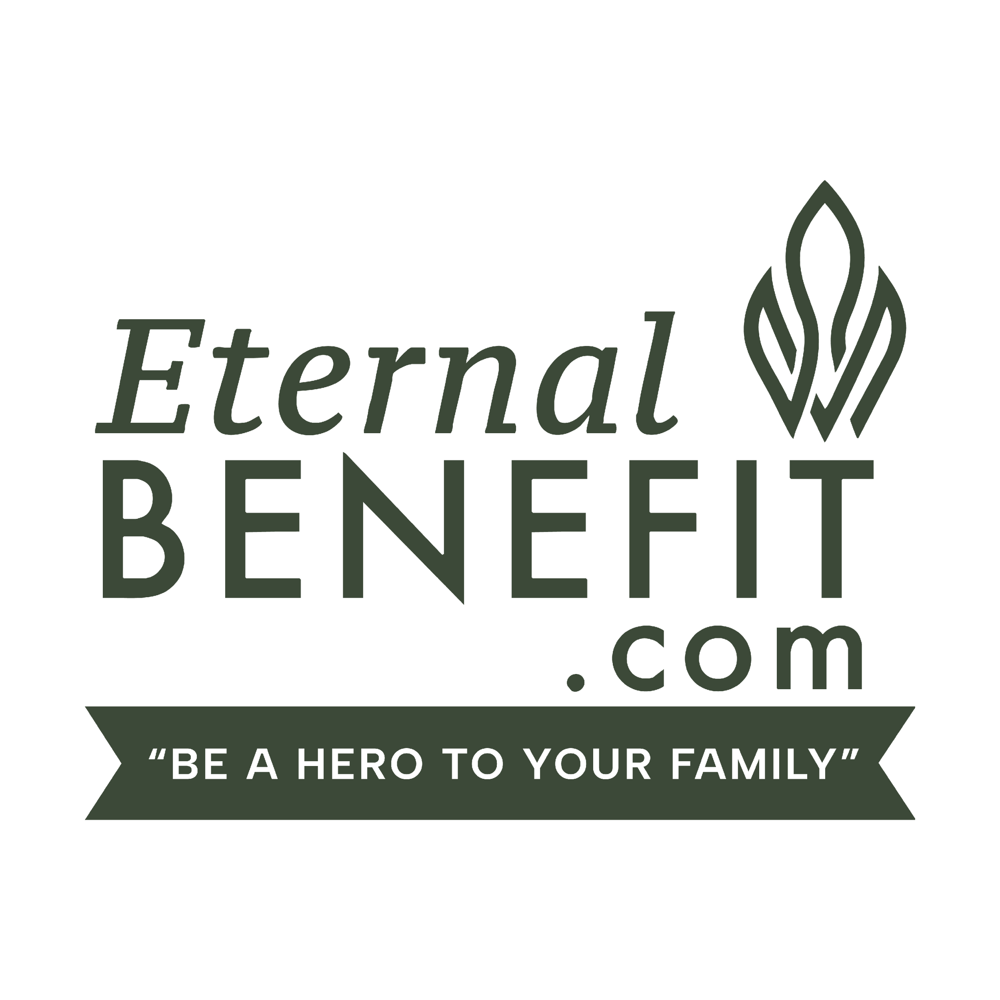 Eternal
BENEFIT
.com
“BE A HERO TO YOUR FAMILY”